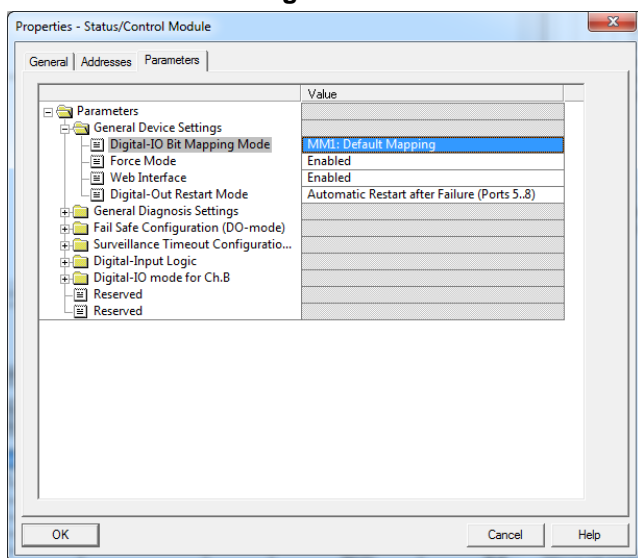 Properties - Status/Control Module
General Addresses Parameters
Value
Parameters
General Device Settings
Digital-IO Bit Mapping Mode MM1: Default Mapping
Force Mode Enabled
Web Interface Enabled
Digital-Out Restart Mode Automatic Restart after Failure (Ports 5..8)
General Diagnosis Settings
Fail Safe Configuration (DO-mode)
Surveillance Timeout Configuratio...
Digital-Input Logic
Digital-IO mode for Ch.B
Reserved
Reserved
OK Cancel Help